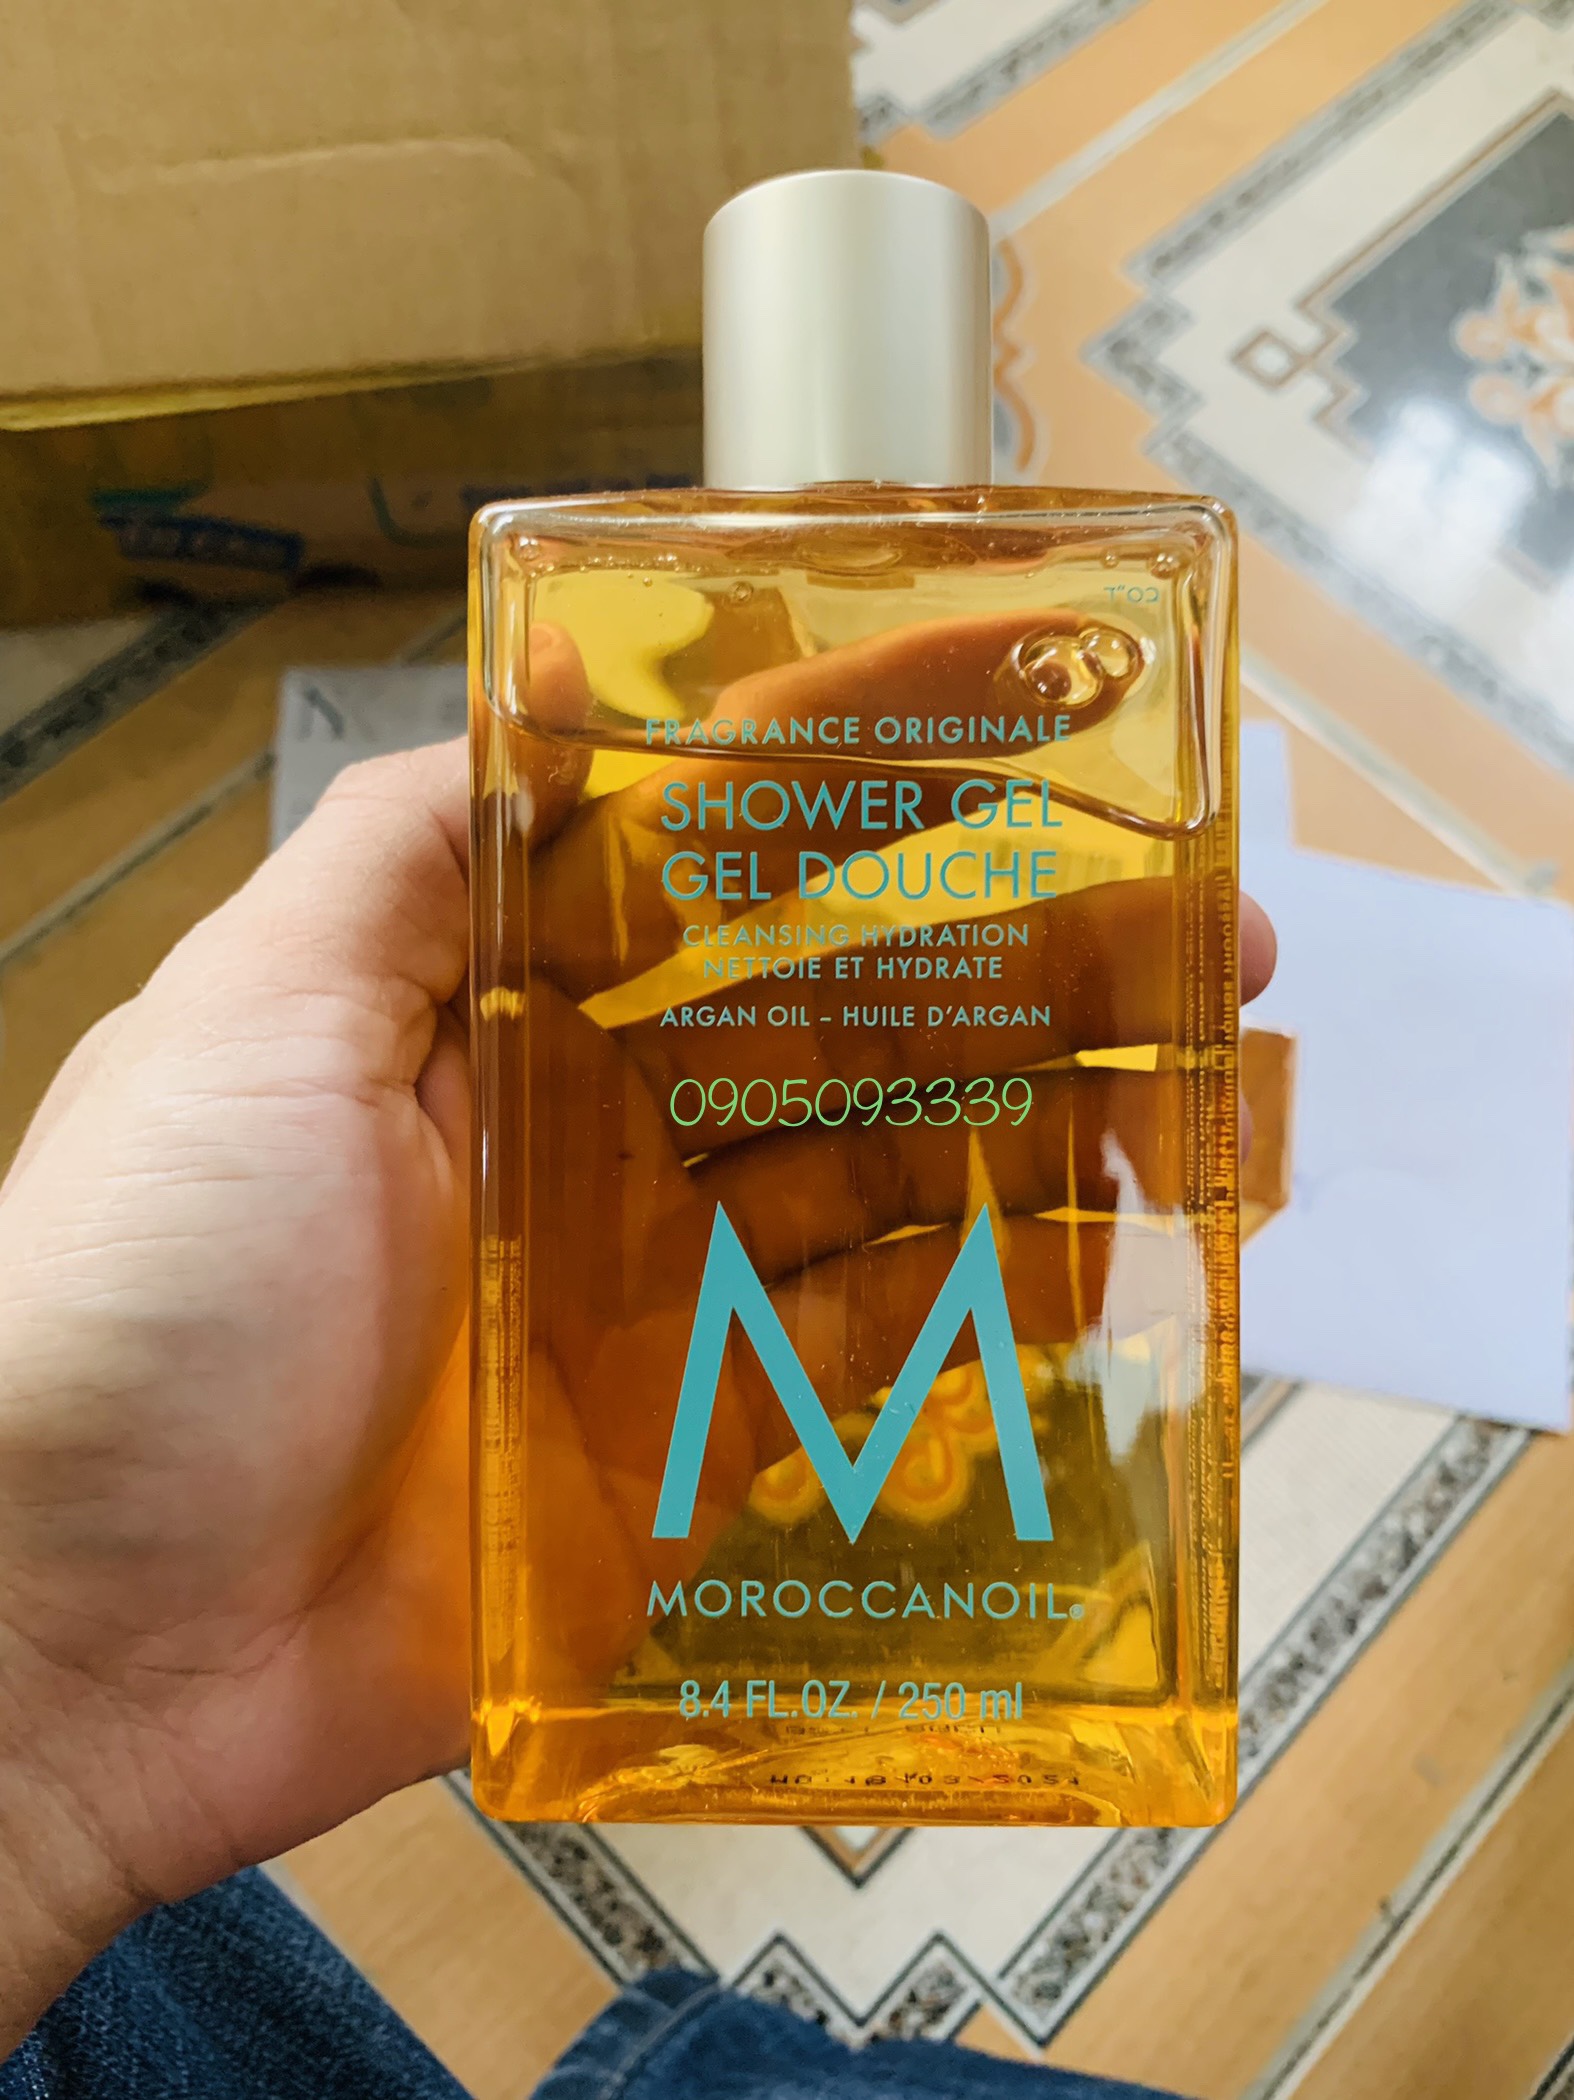 בס"ד
FRAGRANCE ORIGINALE
SHOWER GEL
GEL DOUCHE
CLEANSING HYDRATION
NETTOIE ET HYDRATE
ARGAN OIL – HUILE D'ARGAN
0905093339
M
MOROCCANOIL®
8.4 FL.OZ. / 250 ml